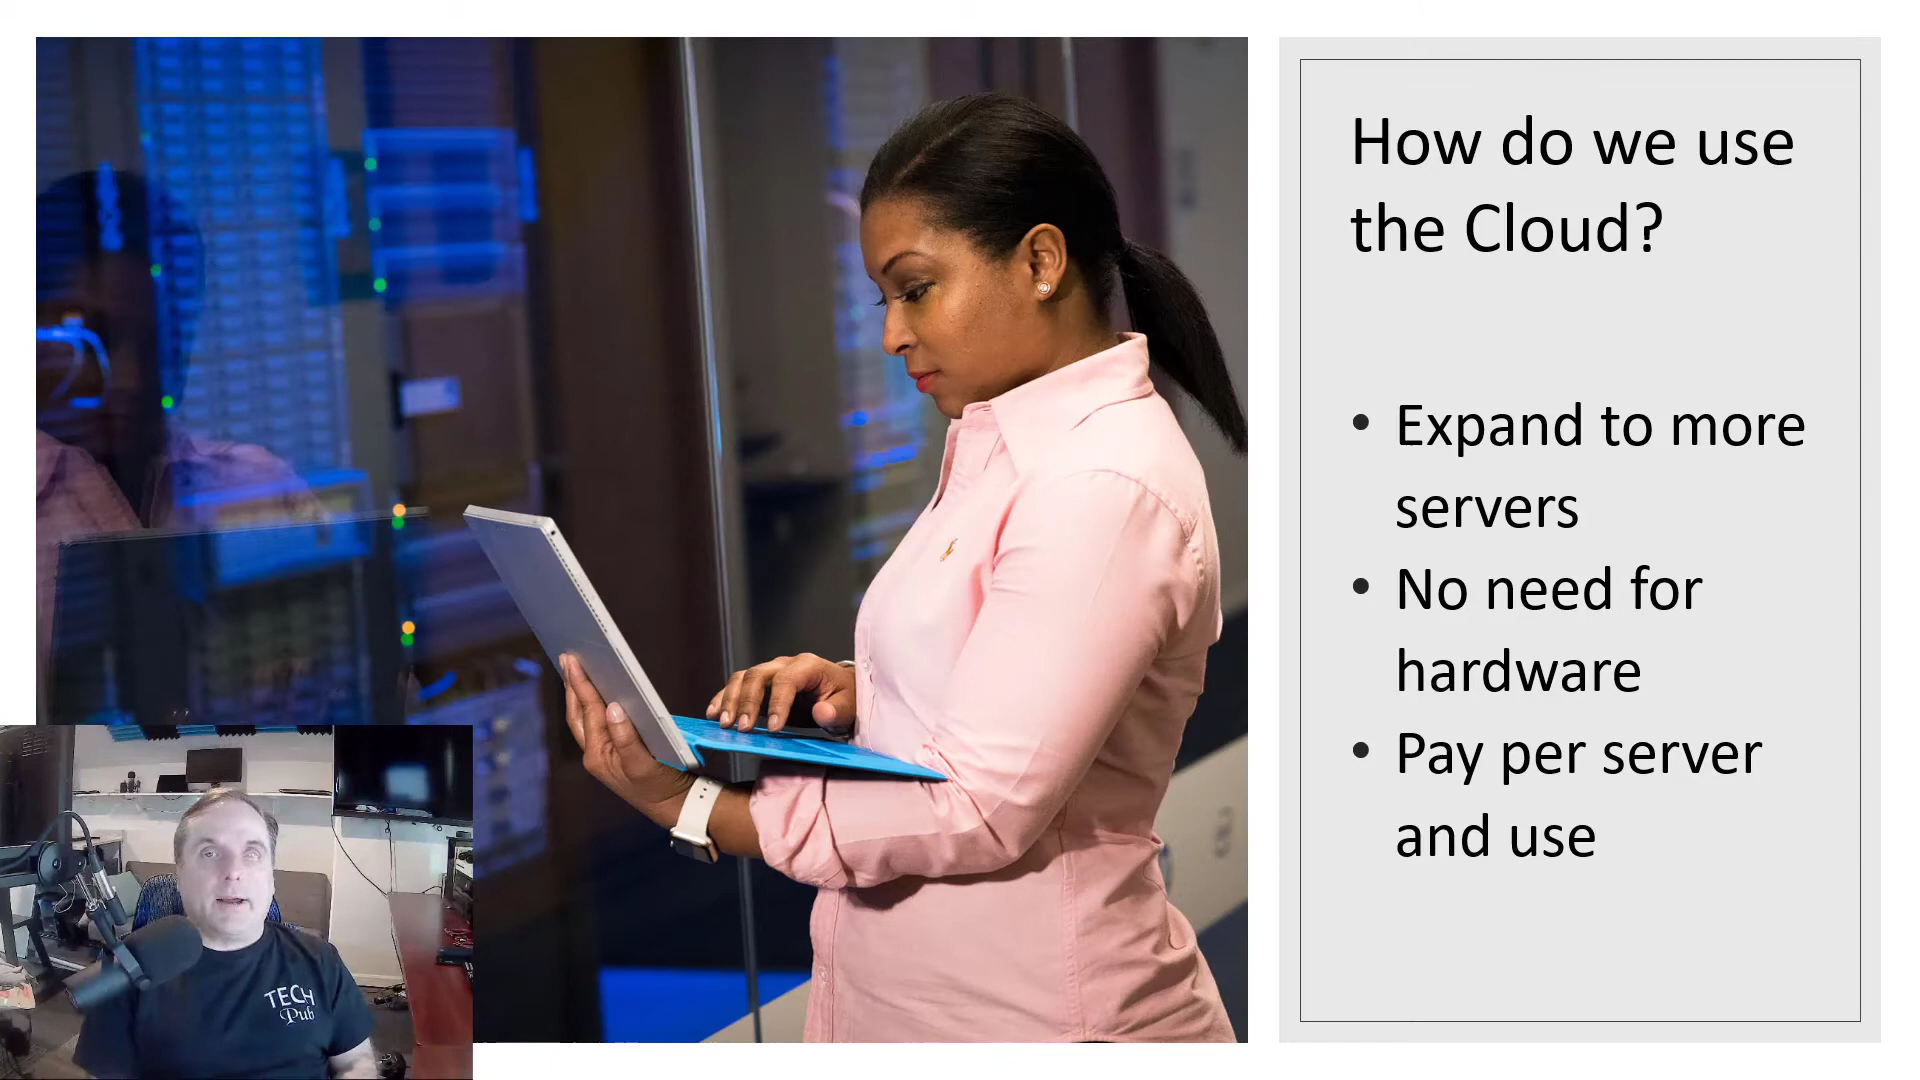 How do we use
the Cloud?
• Expand to more
servers
• No need for
hardware
• Pay per server
and use
TECH
Pub